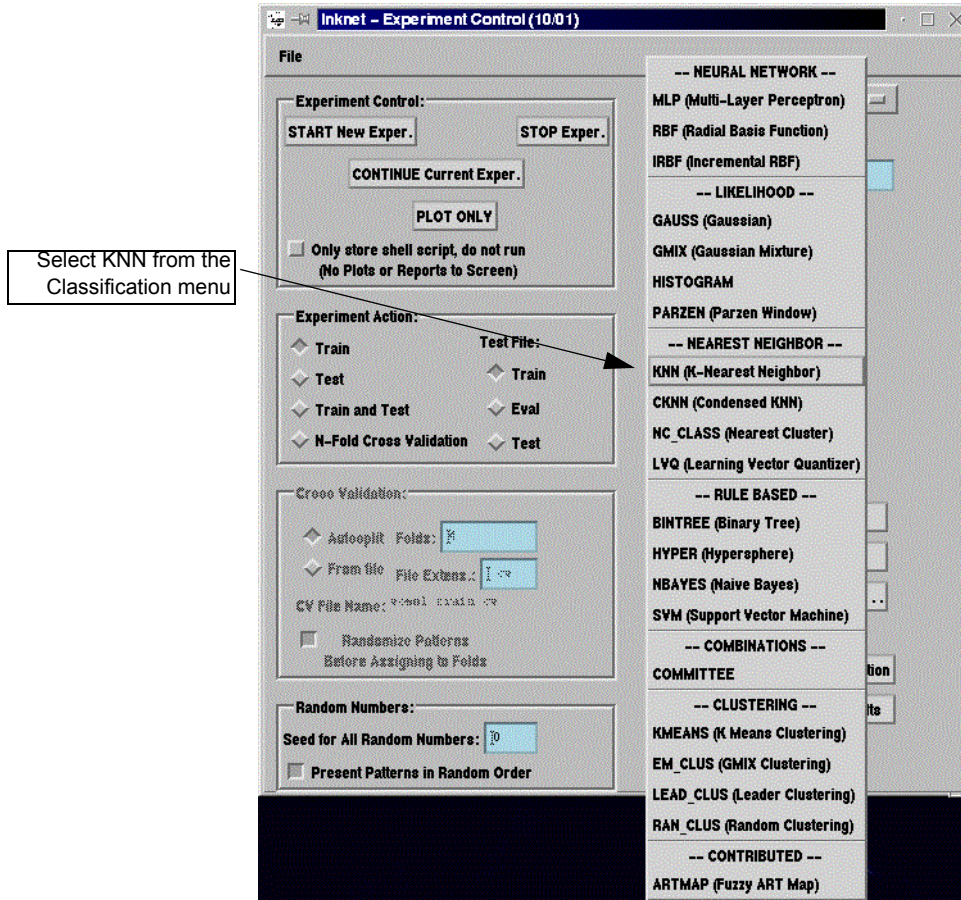 lnknet – Experiment Control (10/01)
File
Experiment Control:
START New Exper.
STOP Exper.
CONTINUE Current Exper.
PLOT ONLY
Only store shell script, do not run
(No Plots or Reports to Screen)
Select KNN from the
Classification menu
Experiment Action:
Train
Test
Train and Test
N-Fold Cross Validation
Test File:
Train
Eval
Test
Cross Validation:
Autosplit Folds:
From file File Extens.: .cv
CV File Name:
Randomize Patterns
Before Assigning to Folds
Random Numbers:
Seed for All Random Numbers: 0
Present Patterns in Random Order
-- NEURAL NETWORK --
MLP (Multi-Layer Perceptron)
RBF (Radial Basis Function)
IRBF (Incremental RBF)
-- LIKELIHOOD --
GAUSS (Gaussian)
GMIX (Gaussian Mixture)
HISTOGRAM
PARZEN (Parzen Window)
-- NEAREST NEIGHBOR --
KNN (K-Nearest Neighbor)
CKNN (Condensed KNN)
NC_CLASS (Nearest Cluster)
LVQ (Learning Vector Quantizer)
-- RULE BASED --
BINTREE (Binary Tree)
HYPER (Hypersphere)
NBAYES (Naive Bayes)
SVM (Support Vector Machine)
-- COMBINATIONS --
COMMITTEE
-- CLUSTERING --
KMEANS (K Means Clustering)
EM_CLUS (GMIX Clustering)
LEAD_CLUS (Leader Clustering)
RAN_CLUS (Random Clustering)
-- CONTRIBUTED --
ARTMAP (Fuzzy ART Map)
..
tion
lts